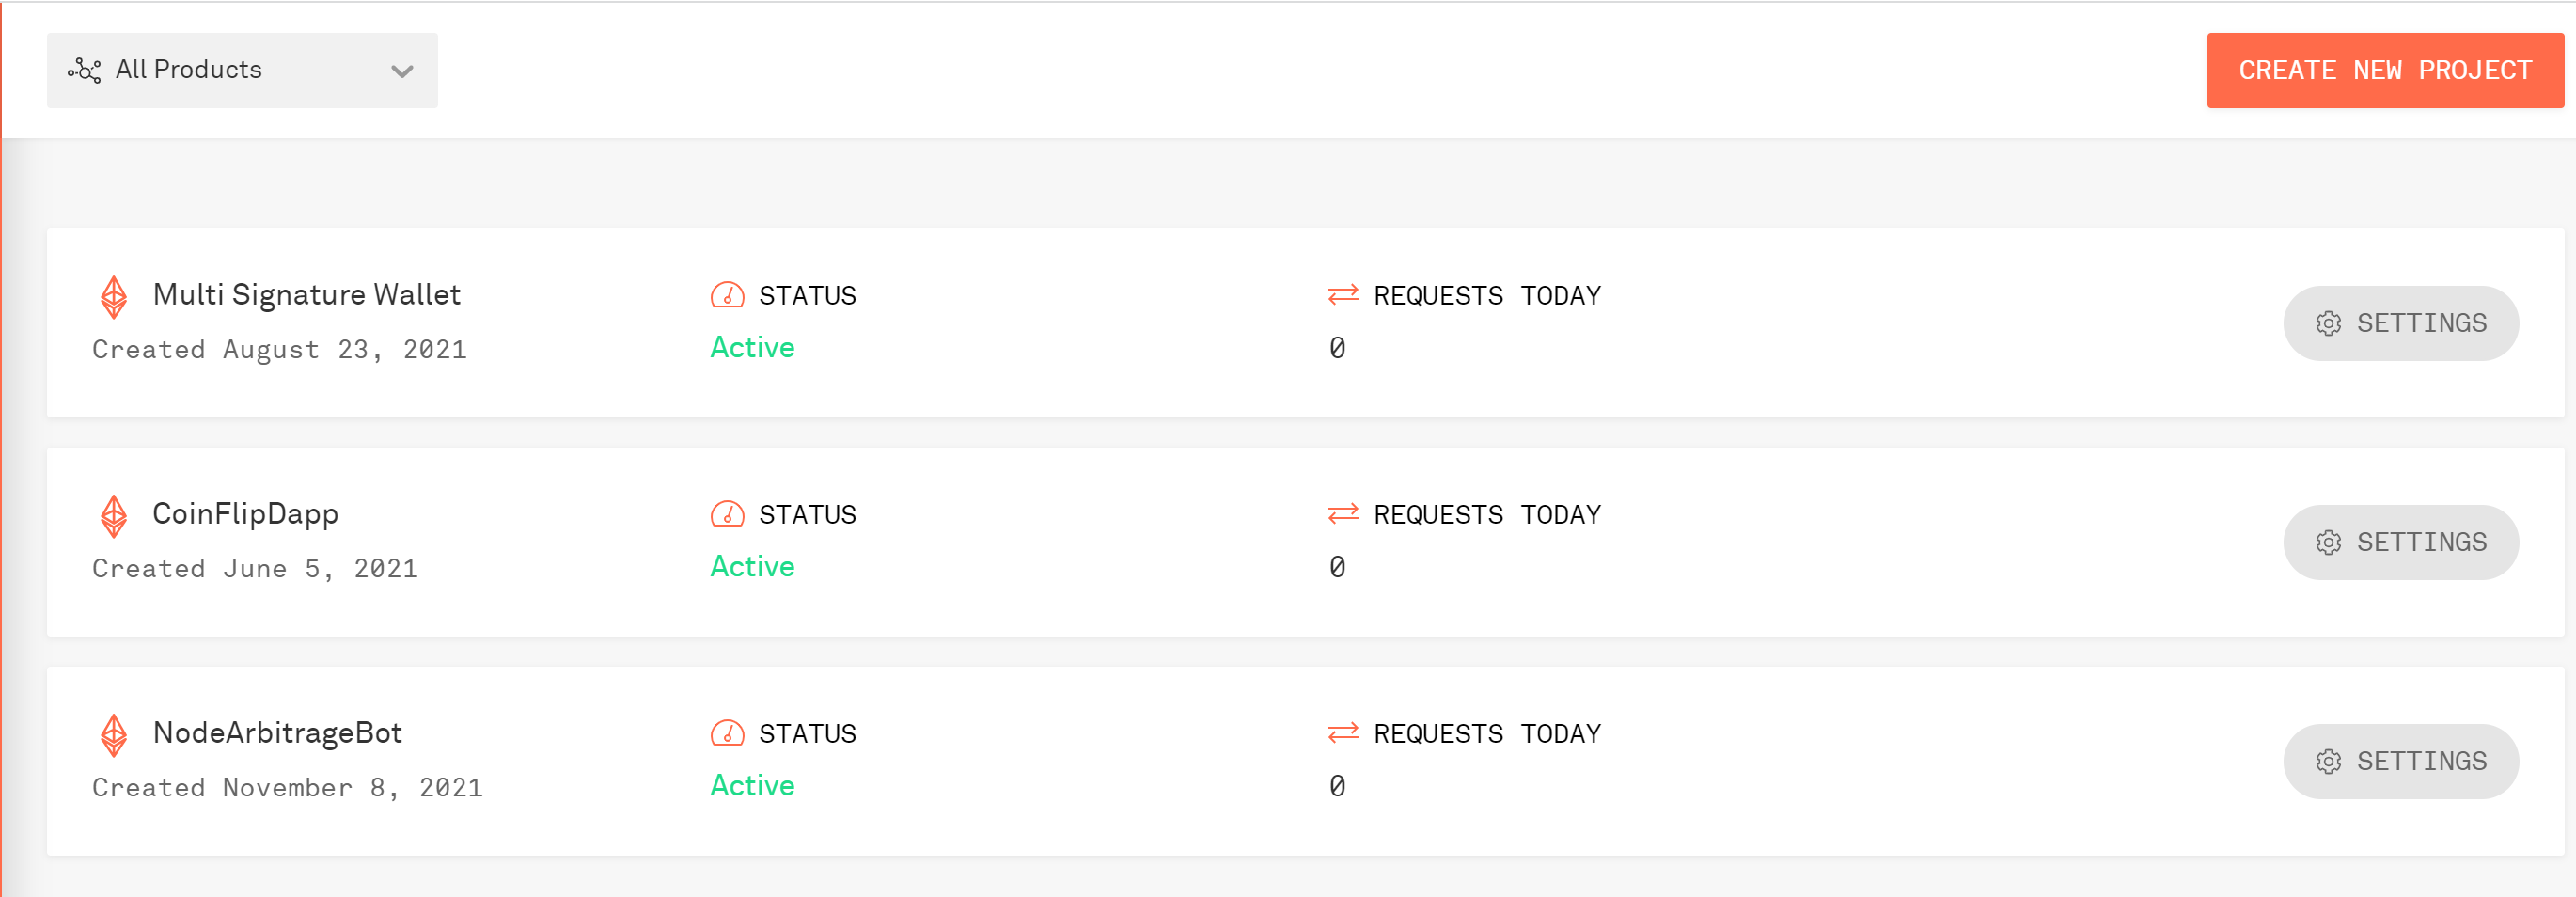 All Products
CREATE NEW PROJECT
Multi Signature Wallet
STATUS
REQUESTS TODAY
Created August 23, 2021
Active
0
SETTINGS
CoinFlipDapp
STATUS
REQUESTS TODAY
Created June 5, 2021
Active
0
SETTINGS
NodeArbitrageBot
STATUS
REQUESTS TODAY
Created November 8, 2021
Active
0
SETTINGS